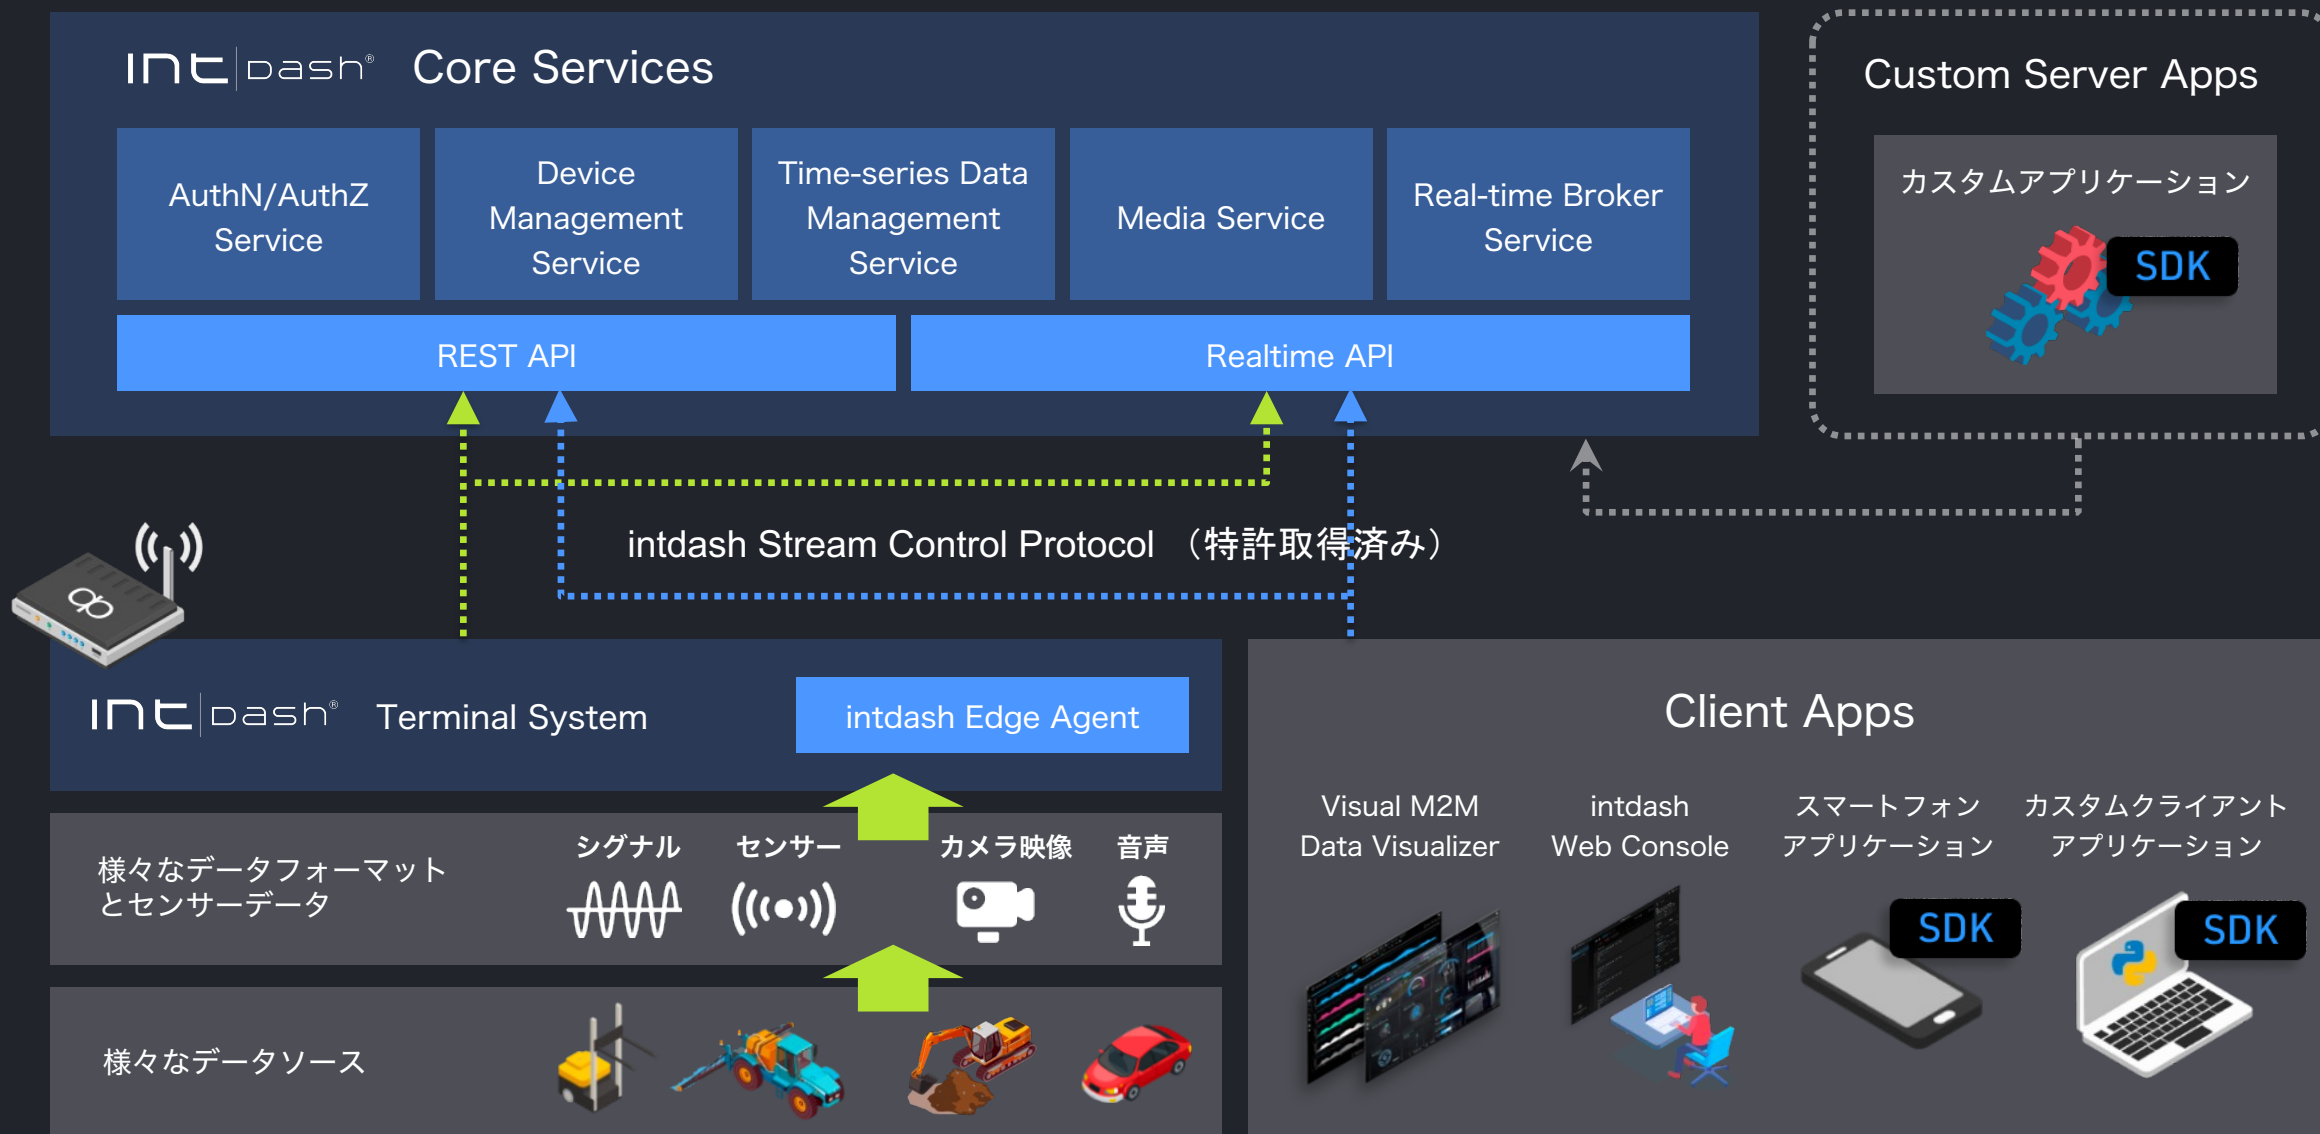 intdash® Core Services
AuthN/AuthZ
Service
Device
Management
Service
Time-series Data
Management
Service
Media Service
Real-time Broker
Service
REST API
Realtime API
Custom Server Apps
カスタムアプリケーション
SDK
intdash Stream Control Protocol （特許取得済み）
intdash® Terminal System
intdash Edge Agent
様々なデータフォーマット
とセンサーデータ
シグナル
センサー
カメラ映像
音声
様々なデータソース
Client Apps
Visual M2M
Data Visualizer
intdash
Web Console
スマートフォン
アプリケーション
SDK
カスタムクライアント
アプリケーション
SDK